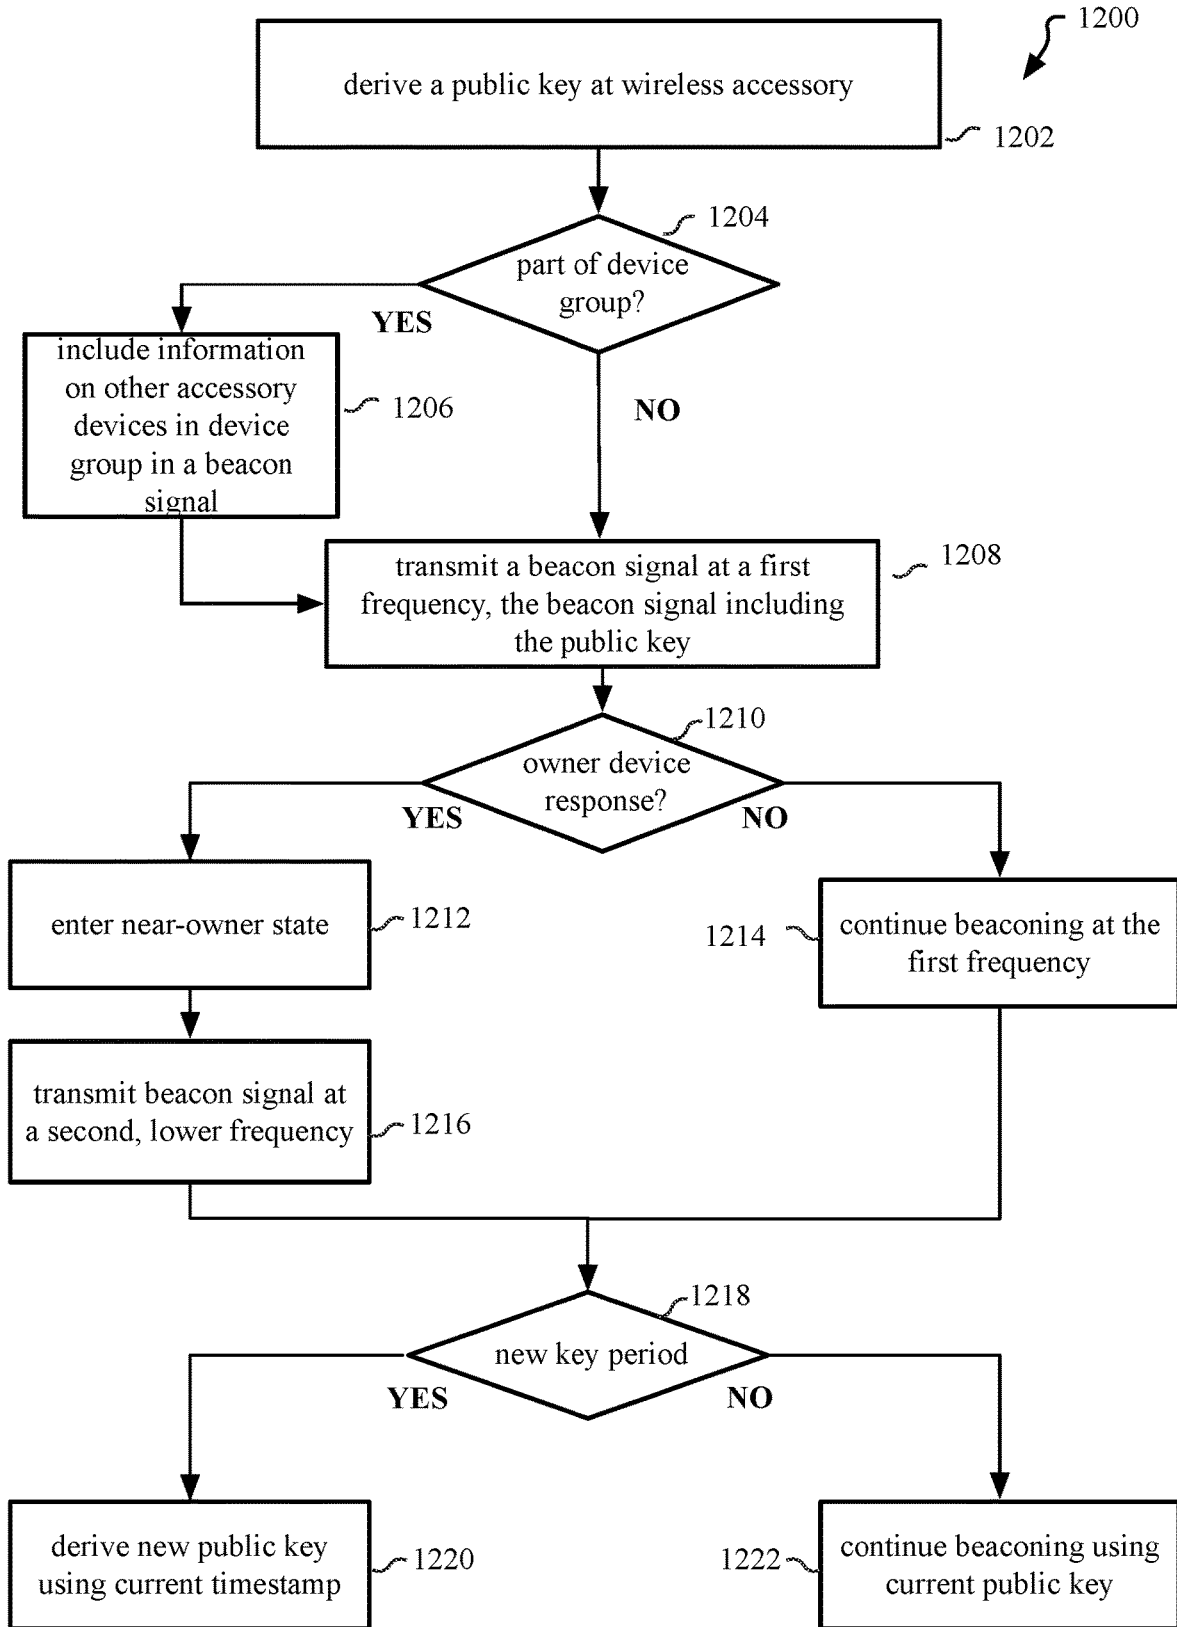 1200
derive a public key at wireless accessory
1202
1204
part of device
group?
YES
include information
on other accessory
devices in device
group in a beacon
signal
1206
NO
1208
transmit a beacon signal at a first
frequency, the beacon signal including
the public key
1210
owner device
response?
YES
NO
enter near-owner state
1212
1214
continue beaconing at the
first frequency
transmit beacon signal at
a second, lower frequency
1216
1218
new key period
YES
NO
derive new public key
using current timestamp
1220
1222
continue beaconing using
current public key